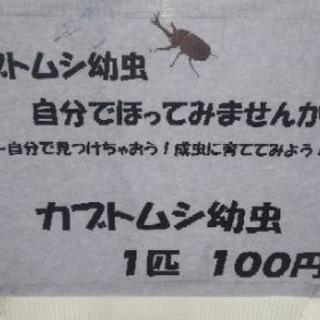 ブトムシ幼虫
自分でほってみませんか
～自分で見つけちゃおう！成虫に育ててみよう！
カブトムシ幼虫
１匹　１００円